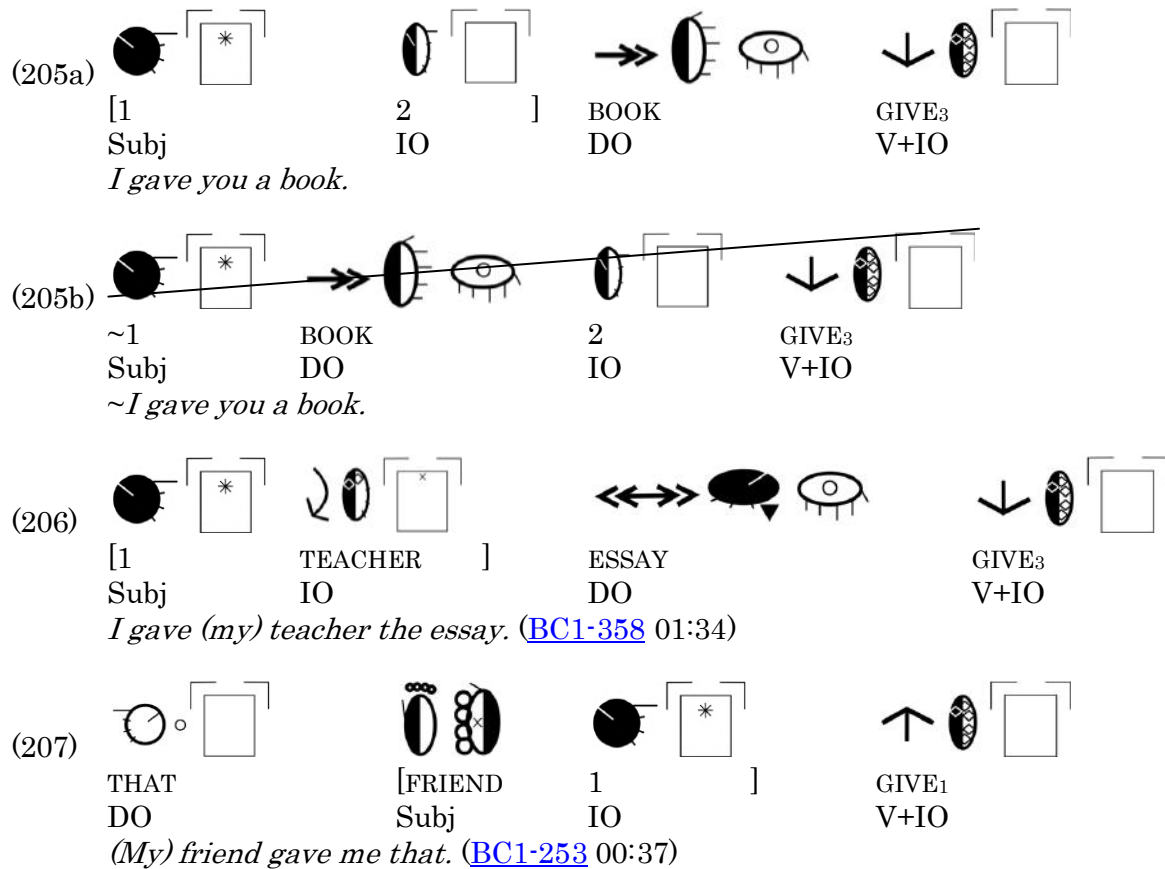 (205a)
[1 2 ] BOOK GIVE₃
Subj IO DO V+IO
I gave you a book.
(205b)
~1 BOOK 2 GIVE₃
Subj DO IO V+IO
~I gave you a book.
(206)
[1 TEACHER ] ESSAY GIVE₃
Subj IO DO V+IO
I gave (my) teacher the essay. (BC1-358 01:34)
(207)
THAT [FRIEND 1 ] GIVE₁
DO Subj IO V+IO
(My) friend gave me that. (BC1-253 00:37)